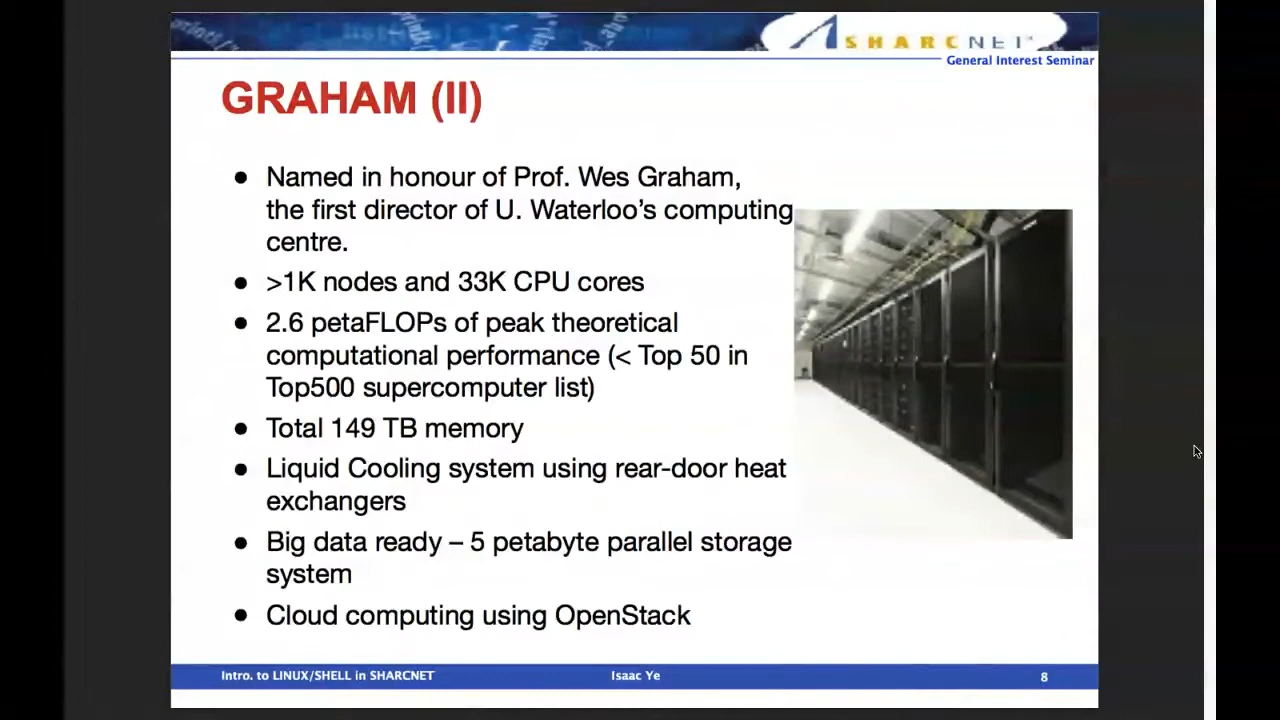 SHARCNET™
General Interest Seminar
GRAHAM (II)
● Named in honour of Prof. Wes Graham,
the first director of U. Waterloo’s computing
centre.
● >1K nodes and 33K CPU cores
● 2.6 petaFLOPs of peak theoretical
computational performance (< Top 50 in
Top500 supercomputer list)
● Total 149 TB memory
● Liquid Cooling system using rear-door heat
exchangers
● Big data ready – 5 petabyte parallel storage
system
● Cloud computing using OpenStack
Intro. to LINUX/SHELL in SHARCNET Isaac Ye 8